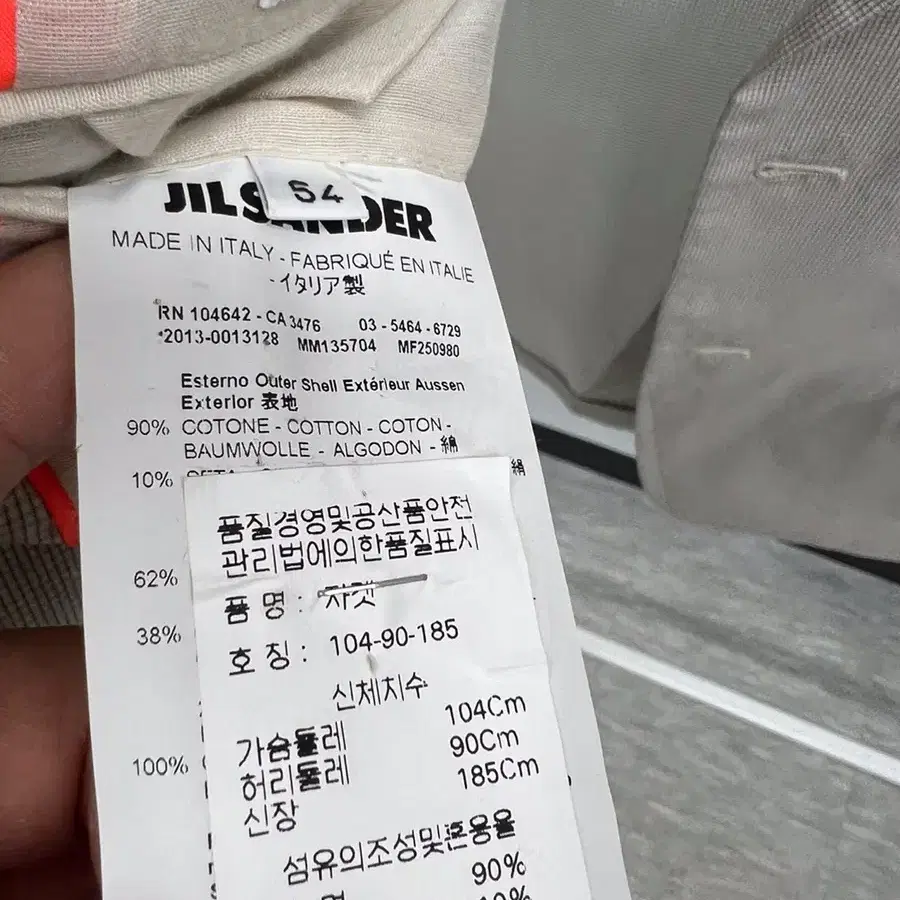 54
JIL SANDER
MADE IN ITALY - FABRIQUÉ EN ITALIE
-イタリア製
RN 104642 - CA 3476 03 - 5464 - 6729
*2013-0013128 MM135704 MF250980
Esterno Outer Shell Extérieur Aussen
Exterior 表地
90% COTONE - COTTON - COTON -
BAUMWOLLE - ALGODON - 綿
10% 絹
62%
38%
100%
품질경영및공산품안전
관리법에의한품질표시
품 명 : 자켓
호 칭 : 104-90-185
신체치수
가슴둘레 104Cm
허리둘레 90Cm
신장 185Cm
섬유의조성및혼용율
90%
10%